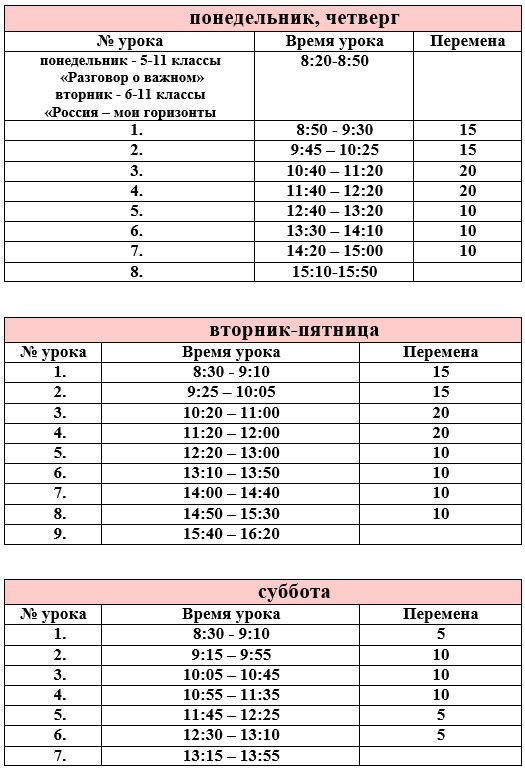 понедельник, четверг
№ урока Время урока Перемена
понедельник - 5-11 классы 8:20-8:50
«Разговор о важном»
вторник - 6-11 классы
«Россия – мои горизонты
1. 8:50 - 9:30 15
2. 9:45 – 10:25 15
3. 10:40 – 11:20 20
4. 11:40 – 12:20 20
5. 12:40 – 13:20 10
6. 13:30 – 14:10 10
7. 14:20 – 15:00 10
8. 15:10-15:50
вторник-пятница
№ урока Время урока Перемена
1. 8:30 - 9:10 15
2. 9:25 – 10:05 15
3. 10:20 – 11:00 20
4. 11:20 – 12:00 20
5. 12:20 – 13:00 10
6. 13:10 – 13:50 10
7. 14:00 – 14:40 10
8. 14:50 – 15:30 10
9. 15:40 – 16:20
суббота
№ урока Время урока Перемена
1. 8:30 - 9:10 5
2. 9:15 – 9:55 10
3. 10:05 – 10:45 10
4. 10:55 – 11:35 10
5. 11:45 – 12:25 5
6. 12:30 – 13:10 5
7. 13:15 – 13:55